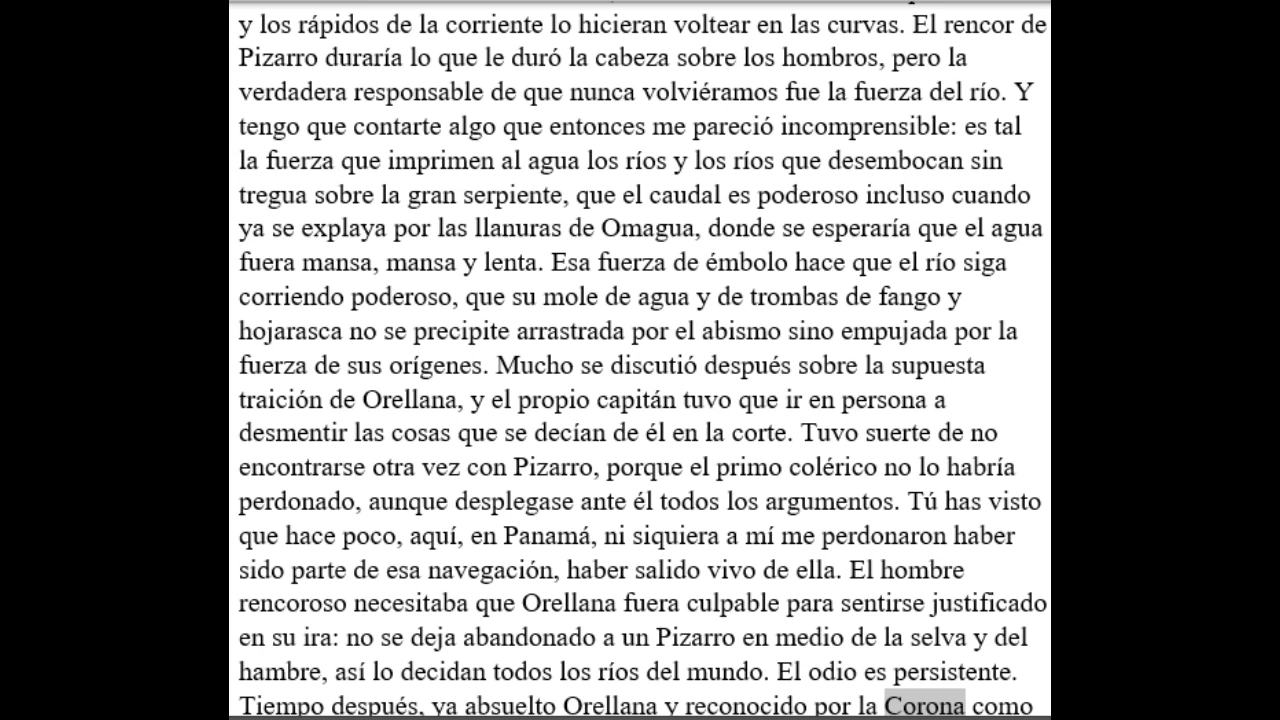 y los rápidos de la corriente lo hicieran voltear en las curvas. El rencor de
Pizarro duraría lo que le duró la cabeza sobre los hombros, pero la
verdadera responsable de que nunca volviéramos fue la fuerza del río. Y
tengo que contarte algo que entonces me pareció incomprensible: es tal
la fuerza que imprimen al agua los ríos y los ríos que desembocan sin
tregua sobre la gran serpiente, que el caudal es poderoso incluso cuando
ya se explaya por las llanuras de Omagua, donde se esperaría que el agua
fuera mansa, mansa y lenta. Esa fuerza de émbolo hace que el río siga
corriendo poderoso, que su mole de agua y de trombas de fango y
hojarasca no se precipite arrastrada por el abismo sino empujada por la
fuerza de sus orígenes. Mucho se discutió después sobre la supuesta
traición de Orellana, y el propio capitán tuvo que ir en persona a
desmentir las cosas que se decían de él en la corte. Tuvo suerte de no
encontrarse otra vez con Pizarro, porque el primo colérico no lo habría
perdonado, aunque desplegase ante él todos los argumentos. Tú has visto
que hace poco, aquí, en Panamá, ni siquiera a mí me perdonaron haber
sido parte de esa navegación, haber salido vivo de ella. El hombre
rencoroso necesitaba que Orellana fuera culpable para sentirse justificado
en su ira: no se deja abandonado a un Pizarro en medio de la selva y del
hambre, así lo decidan todos los ríos del mundo. El odio es persistente.
Tiempo después, ya absuelto Orellana y reconocido por la Corona como